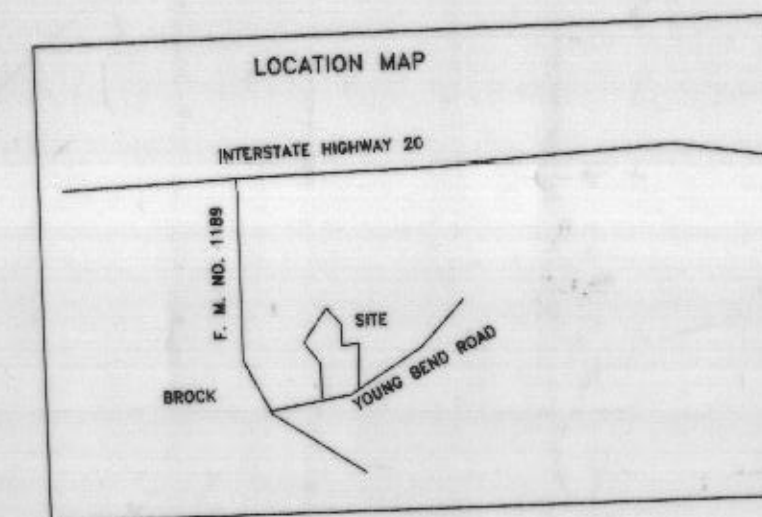 LOCATION MAP
INTERSTATE HIGHWAY 20
F. M. NO. 1189
SITE
BROCK
YOUNG BEND ROAD